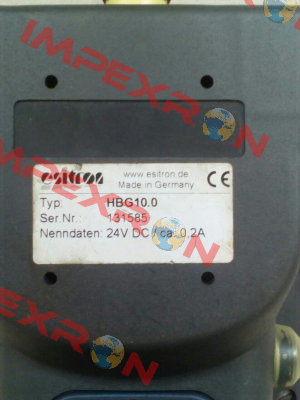 IMPEXRON
esitron
www.esitron.de
Made in Germany
CE
Typ: HBG10.0
Ser.Nr.: 131585
Nenndaten: 24V DC / ca. 0.2A
IMPEXRON